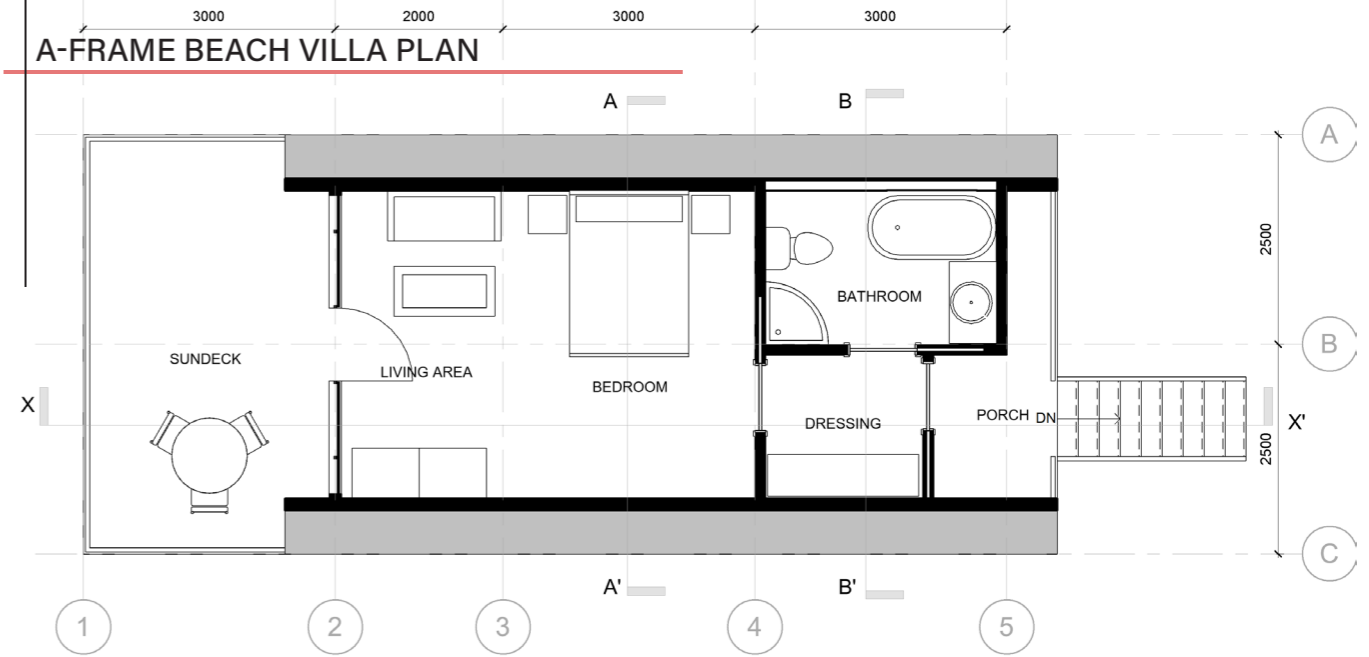 3000 2000 3000 3000
A-FRAME BEACH VILLA PLAN
A B
A
2500
BATHROOM
B
SUNDECK
LIVING AREA
BEDROOM
X
DRESSING
PORCH DN
X'
2500
C
A' B'
1 2 3 4 5